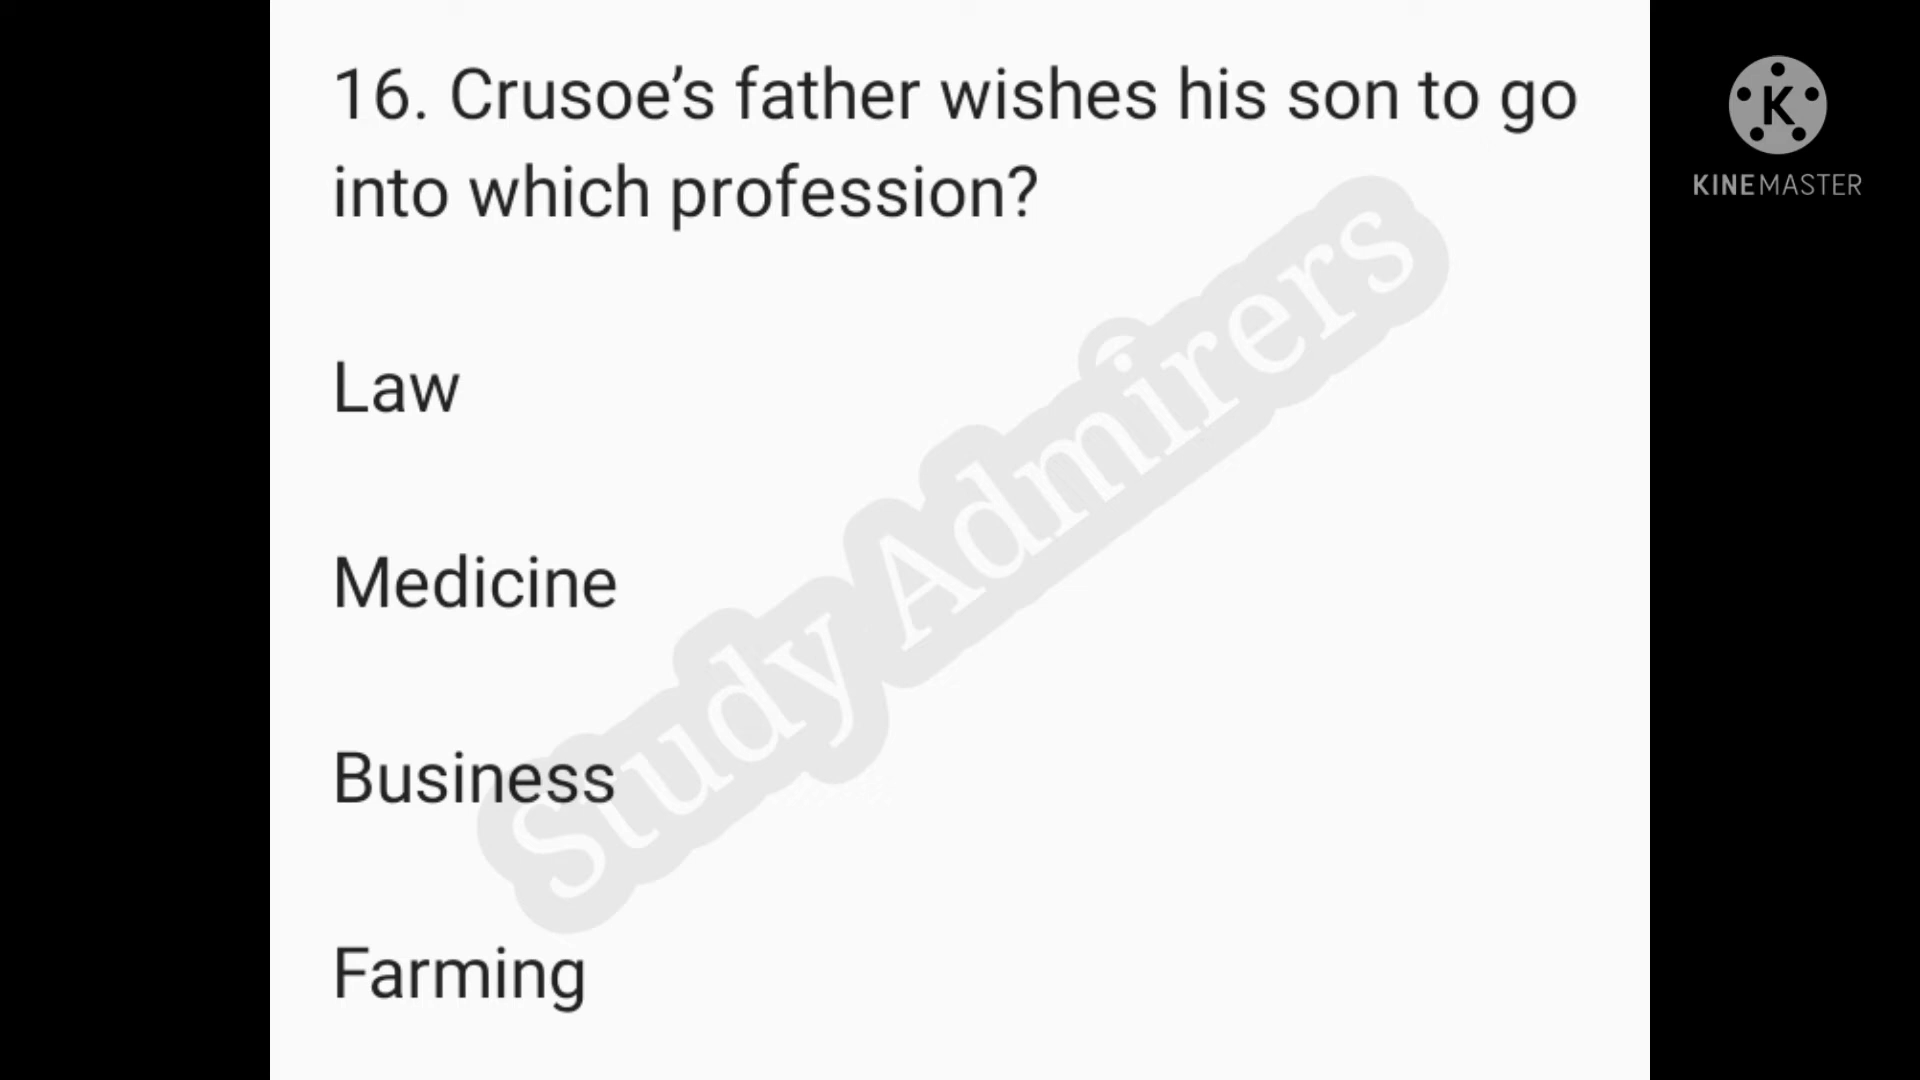 16. Crusoe’s father wishes his son to go
into which profession?
Law
Medicine
Business
Farming
Study Admirers
K
KINEMASTER